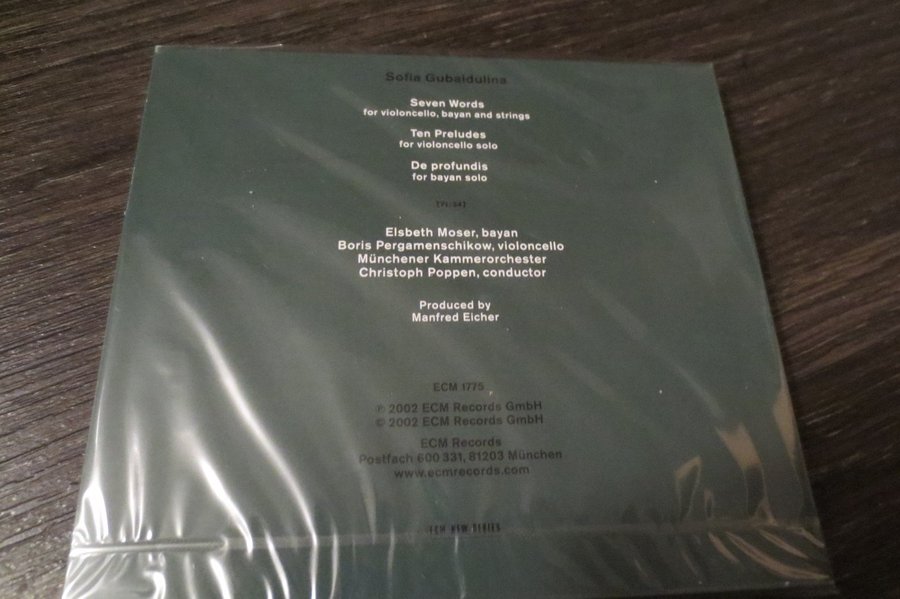 Sofia Gubaidulina
Seven Words
for violoncello, bayan and strings
Ten Preludes
for violoncello solo
De profundis
for bayan solo
Elsbeth Moser, bayan
Boris Pergamenschikow, violoncello
Münchener Kammerorchester
Christoph Poppen, conductor
Produced by
Manfred Eicher
ECM 1775
℗ 2002 ECM Records GmbH
© 2002 ECM Records GmbH
ECM Records
Postfach 600 331, 81203 München
www.ecmrecords.com
ECM NEW SERIES